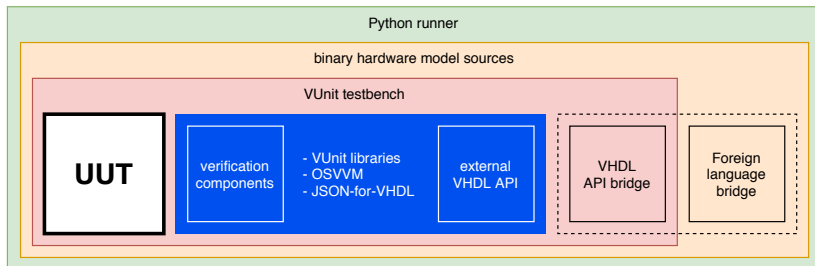 Python runner
binary hardware model sources
VUnit testbench
UUT
verification
components
- VUnit libraries
- OSVVM
- JSON-for-VHDL
external
VHDL API
VHDL
API bridge
Foreign
language
bridge